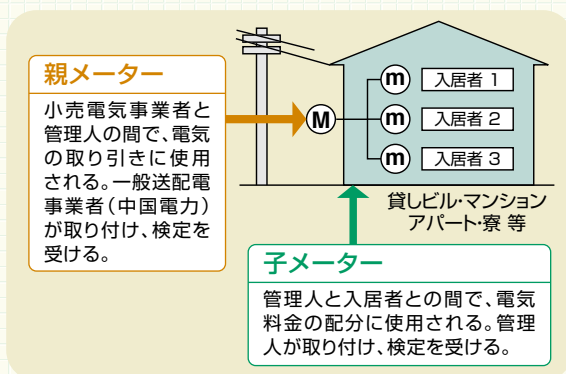 親メーター
小売電気事業者と
管理人の間で、電気
の取り引きに使用
される。一般送配電
事業者(中国電力)
が取り付け、検定を
受ける。
M
m 入居者 1
m 入居者 2
m 入居者 3
貸しビル・マンション
アパート・寮 等
子メーター
管理人と入居者との間で、電気
料金の配分に使用される。管理
人が取り付け、検定を受ける。